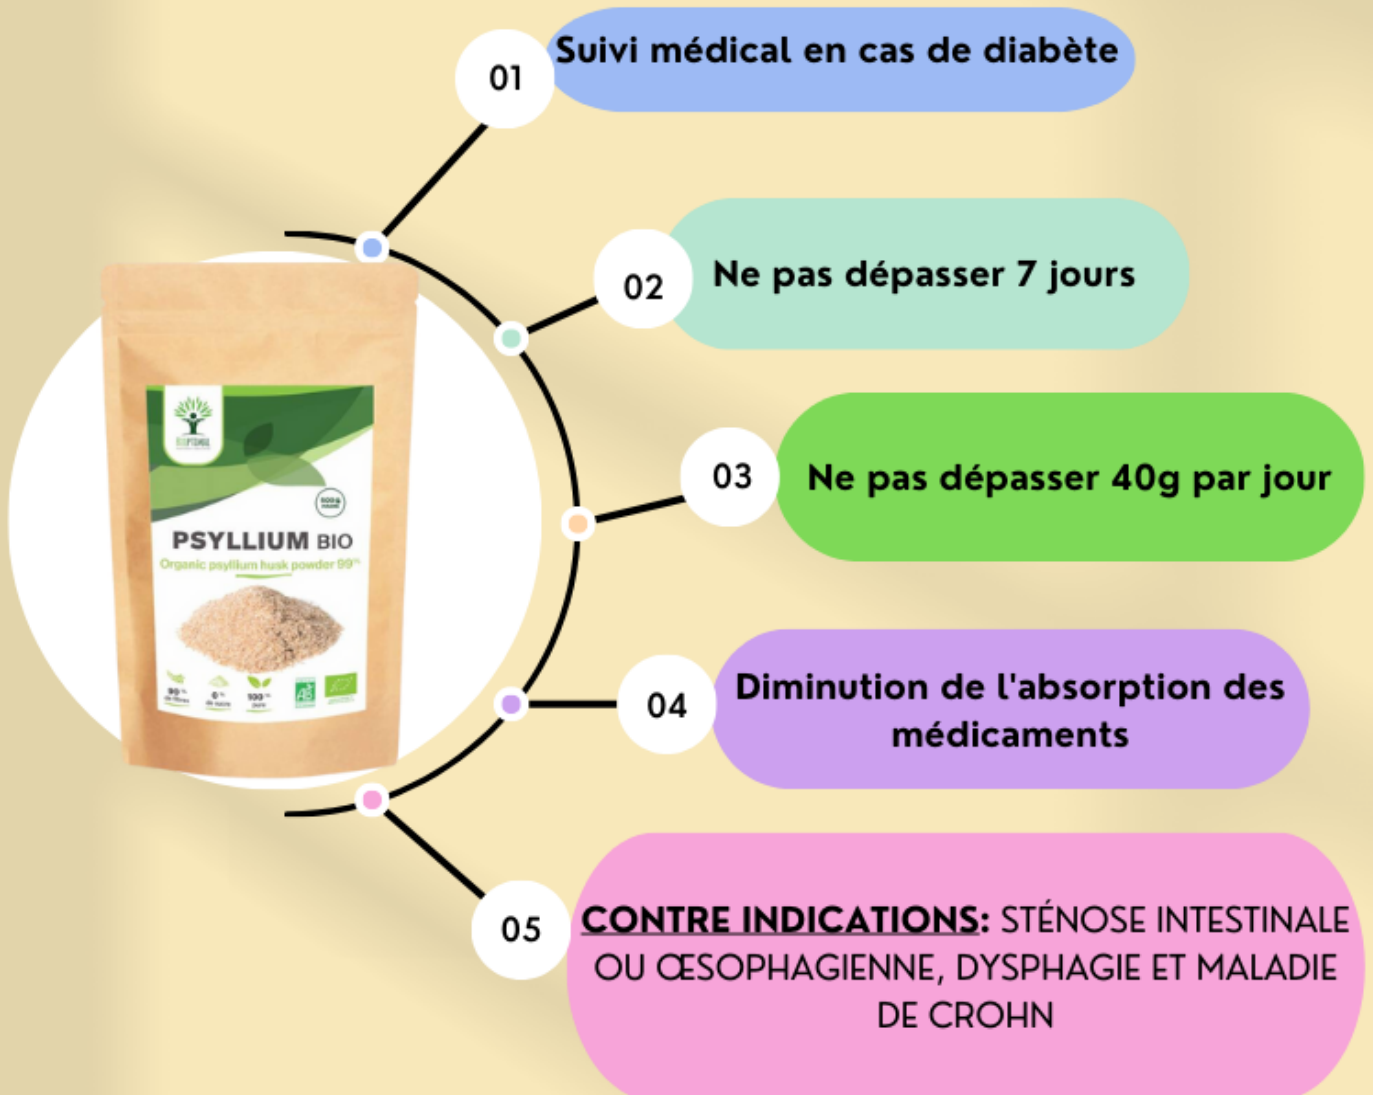 01
Suivi médical en cas de diabète
02
Ne pas dépasser 7 jours
03
Ne pas dépasser 40g par jour
04
Diminution de l'absorption des
médicaments
05
CONTRE INDICATIONS: STÉNOSE INTESTINALE
OU ŒSOPHAGIENNE, DYSPHAGIE ET MALADIE
DE CROHN
PSYLLIUM BIO
Organic psyllium husk powder 99%